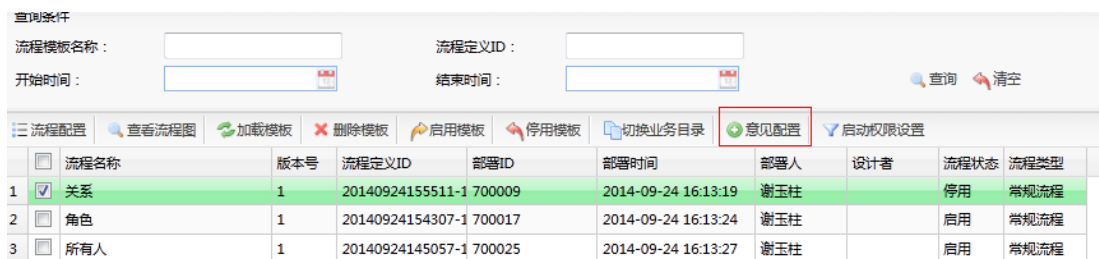 查询条件
流程模板名称： 流程定义ID：
开始时间： 结束时间： 查询 清空
流程配置 查看流程图 加载模板 删除模板 启用模板 停用模板 切换业务目录 意见配置 启动权限设置
流程名称 版本号 流程定义ID 部署ID 部署时间 部署人 设计者 流程状态 流程类型
1 关系 1 20140924155511-1 700009 2014-09-24 16:13:19 谢玉柱 停用 常规流程
2 角色 1 20140924154307-1 700017 2014-09-24 16:13:24 谢玉柱 启用 常规流程
3 所有人 1 20140924145057-1 700025 2014-09-24 16:13:27 谢玉柱 启用 常规流程